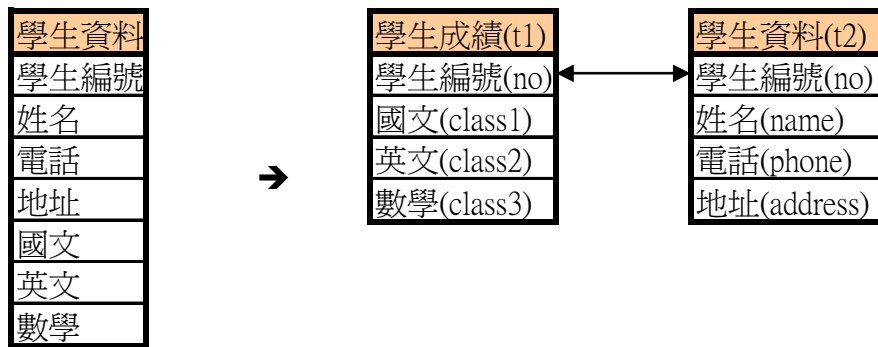 學生資料
學生編號
姓名
電話
地址
國文
英文
數學
學生成績(t1)
學生編號(no)
國文(class1)
英文(class2)
數學(class3)
學生資料(t2)
學生編號(no)
姓名(name)
電話(phone)
地址(address)